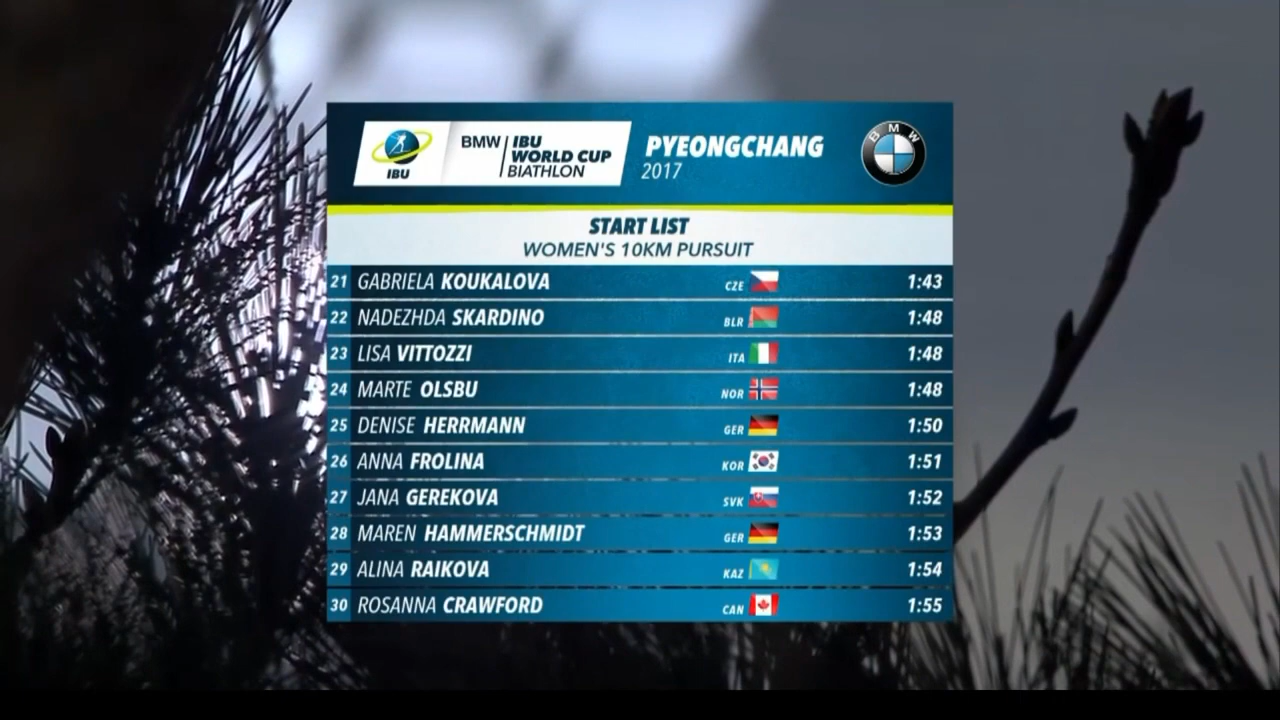 IBU
BMW IBU WORLD CUP BIATHLON
PYEONGCHANG
2017
BMW
START LIST
WOMEN'S 10KM PURSUIT
21 GABRIELA KOUKALOVA CZE 1:43
22 NADEZHDA SKARDINO BLR 1:48
23 LISA VITTOZZI ITA 1:48
24 MARTE OLSBU NOR 1:48
25 DENISE HERRMANN GER 1:50
26 ANNA FROLINA KOR 1:51
27 JANA GEREKOVA SVK 1:52
28 MAREN HAMMERSCHMIDT GER 1:53
29 ALINA RAIKOVA KAZ 1:54
30 ROSANNA CRAWFORD CAN 1:55